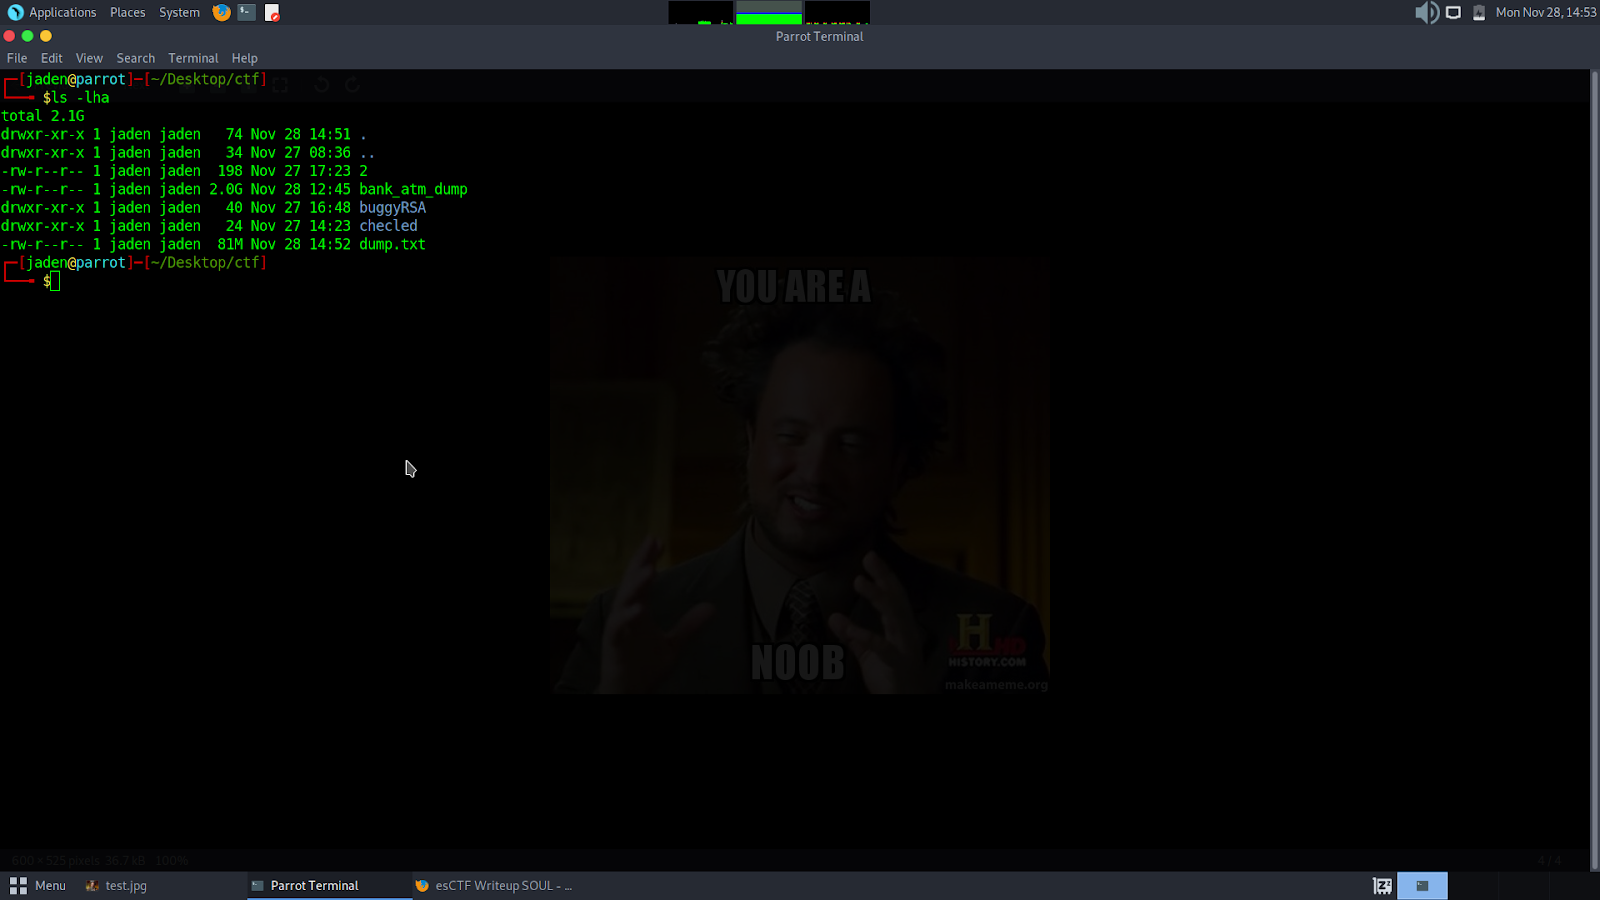 Applications Places System Mon Nov 28, 14:53
Parrot Terminal
File Edit View Search Terminal Help
[jaden@parrot]─[~/Desktop/ctf]
$ls -lha
total 2.1G
drwxr-xr-x 1 jaden jaden 74 Nov 28 14:51 .
drwxr-xr-x 1 jaden jaden 34 Nov 27 08:36 ..
-rw-r--r-- 1 jaden jaden 198 Nov 27 17:23 2
-rw-r--r-- 1 jaden jaden 2.0G Nov 28 12:45 bank_atm_dump
drwxr-xr-x 1 jaden jaden 40 Nov 27 16:48 buggyRSA
drwxr-xr-x 1 jaden jaden 24 Nov 27 14:23 checled
-rw-r--r-- 1 jaden jaden 81M Nov 28 14:52 dump.txt
[jaden@parrot]─[~/Desktop/ctf]
$
YOU ARE A
NOOB
H HD
HISTORY.COM
makeameme.org
600 × 525 pixels 36.7 kB 100% 4 / 4
Menu test.jpg Parrot Terminal esCTF Writeup SOUL - ...